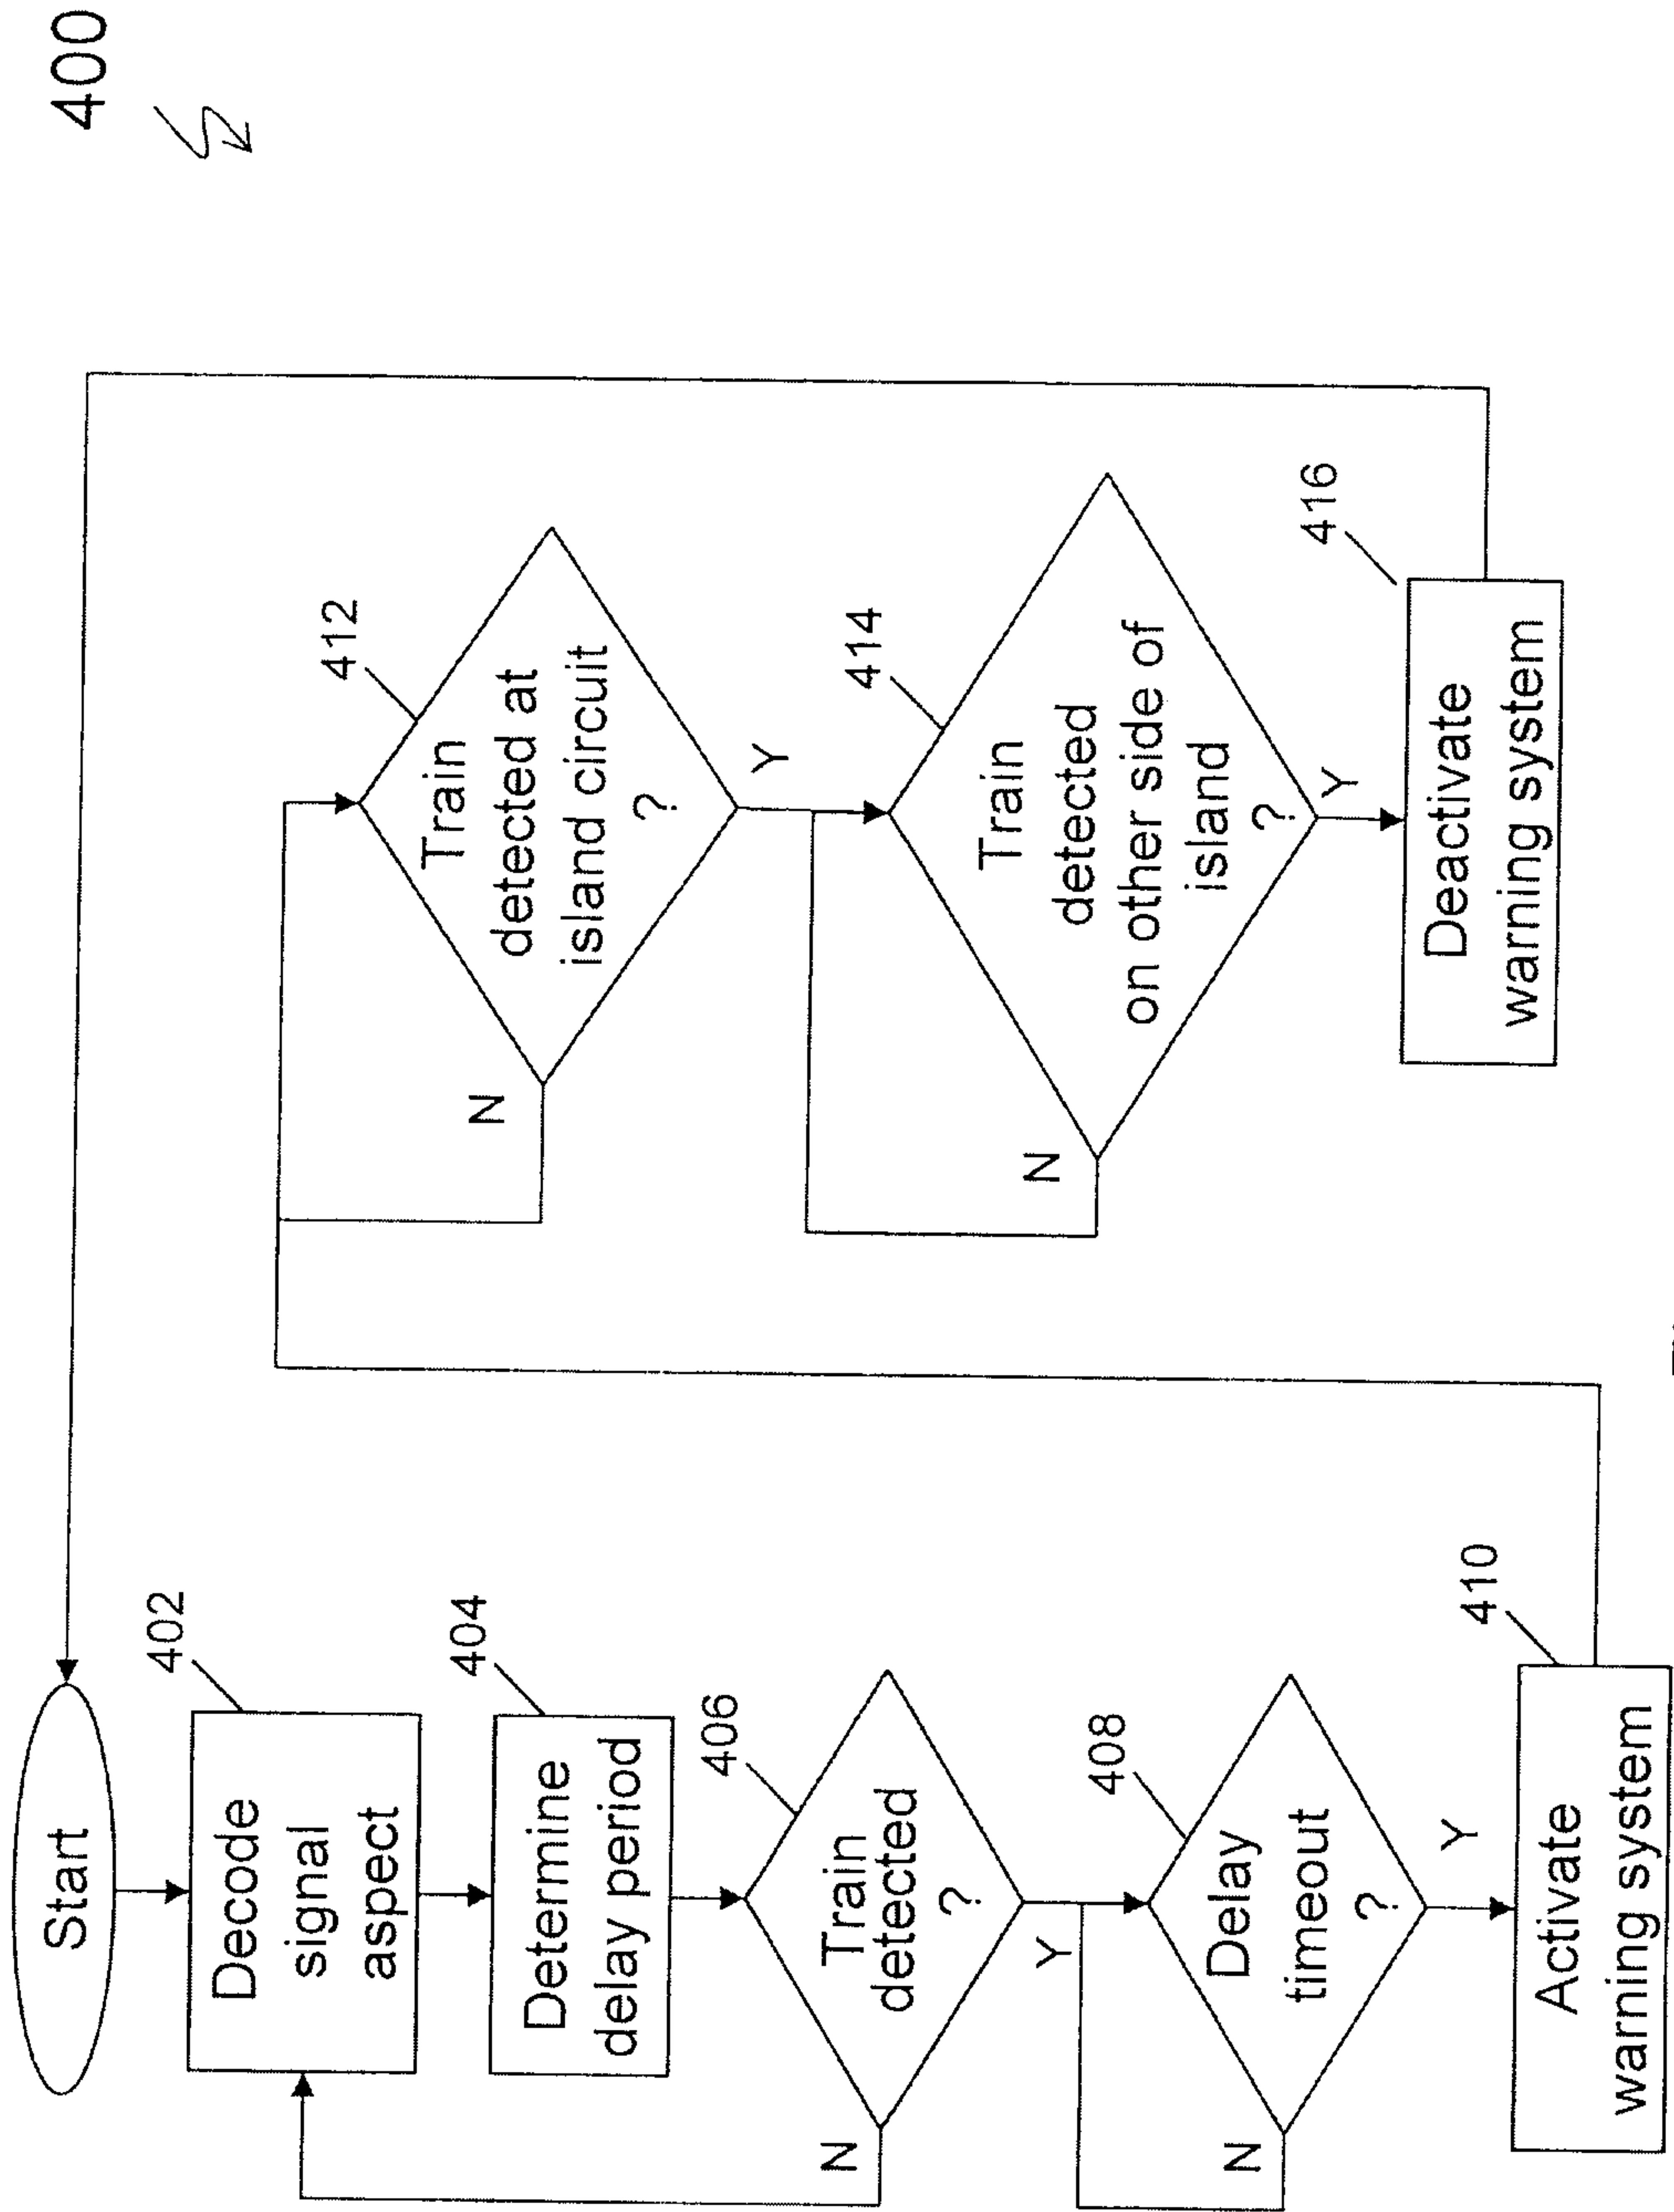 400
Start
402
Decode
signal
aspect
404
Determine
delay period
406
Train
detected
?
N
Y
408
Delay
timeout
?
N
Y
410
Activate
warning system
412
Train
detected at
island circuit
?
N
Y
414
Train
detected
on other side of
island
?
N
Y
416
Deactivate
warning system